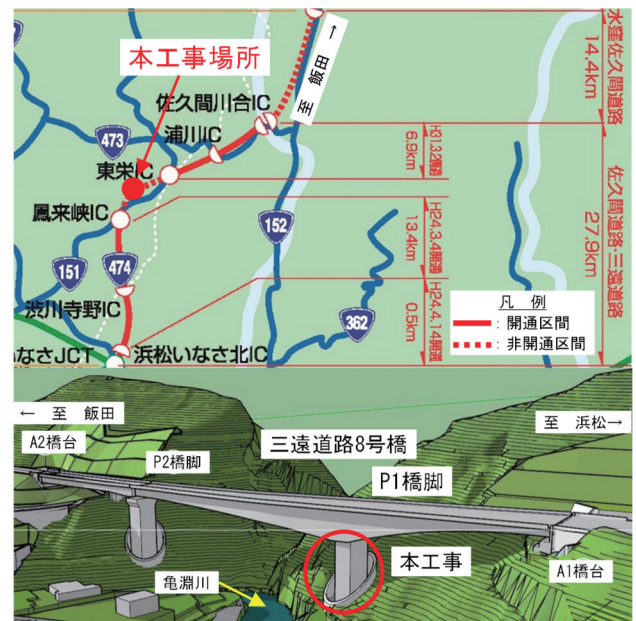 水窪佐久間道路
14.4km
至 飯田 →
本工事場所
佐久間川合IC
473
浦川IC
H31.3.2開通
6.9km
東栄IC
佐久間道路・三遠道路
27.9km
鳳来峡IC
H24.3.4開通
13.4km
152
151
474
362
渋川寺野IC
H24.4.14開通
0.5km
凡 例
: 開通区間
: 非開通区間
いなさJCT
浜松いなさ北IC
← 至 飯田
至 浜松→
A2橋台
P2橋脚
三遠道路8号橋
P1橋脚
本工事
亀淵川
A1橋台